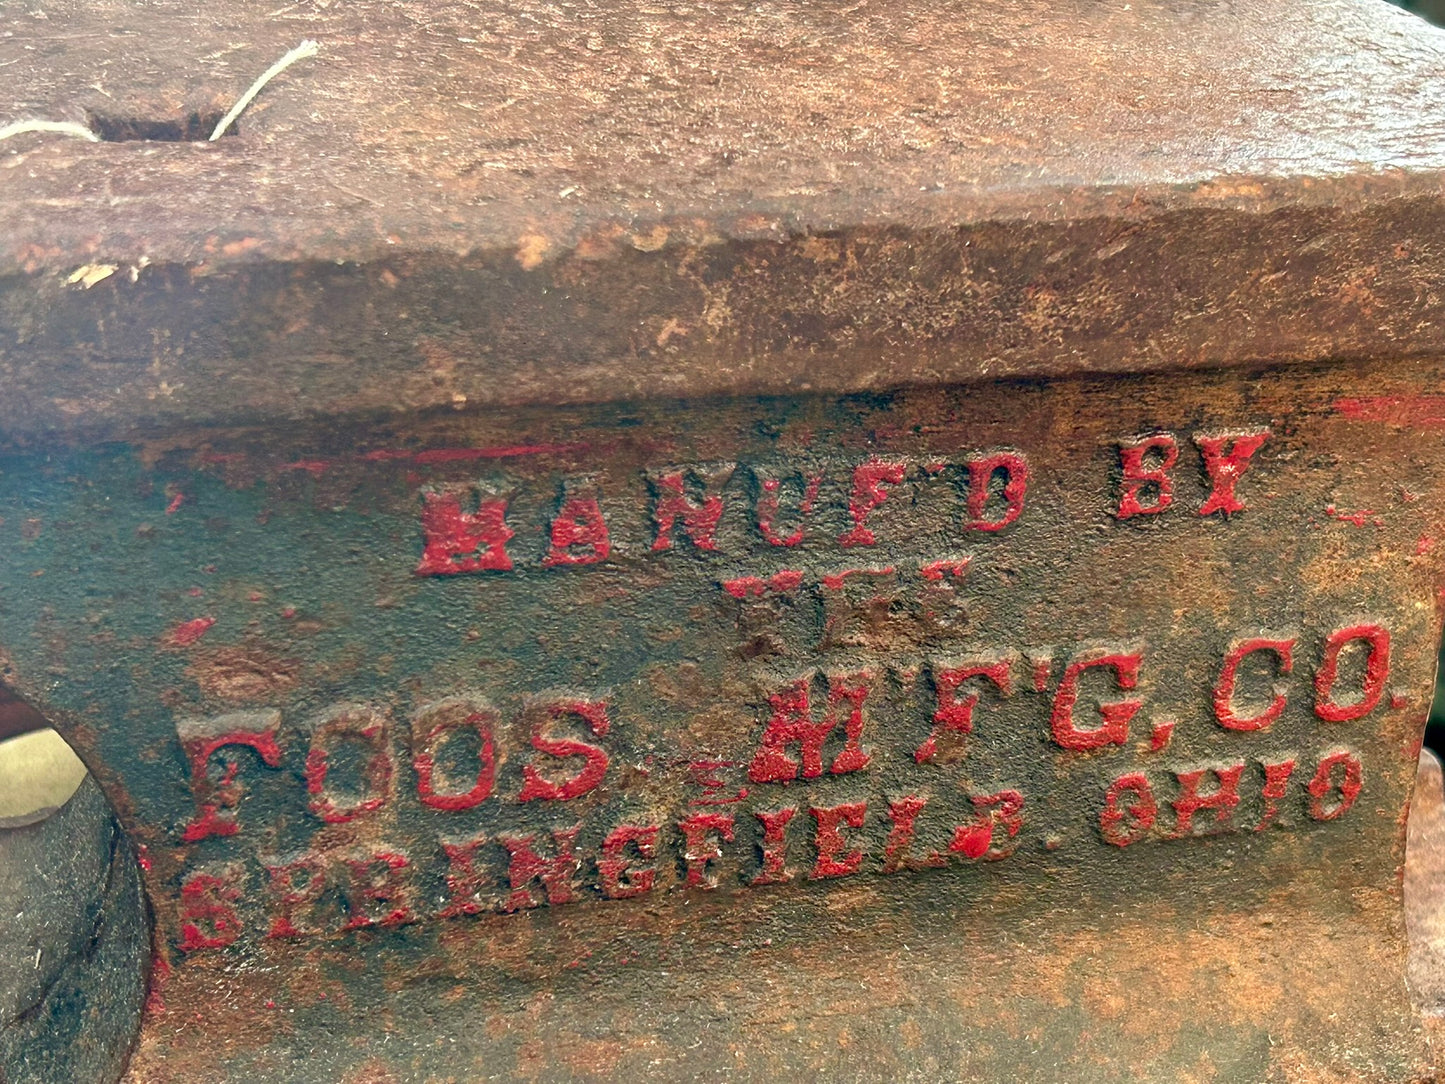 MANUF'D BY
THE
FOOS M'F'G, CO.
SPRINGFIELD. OHIO